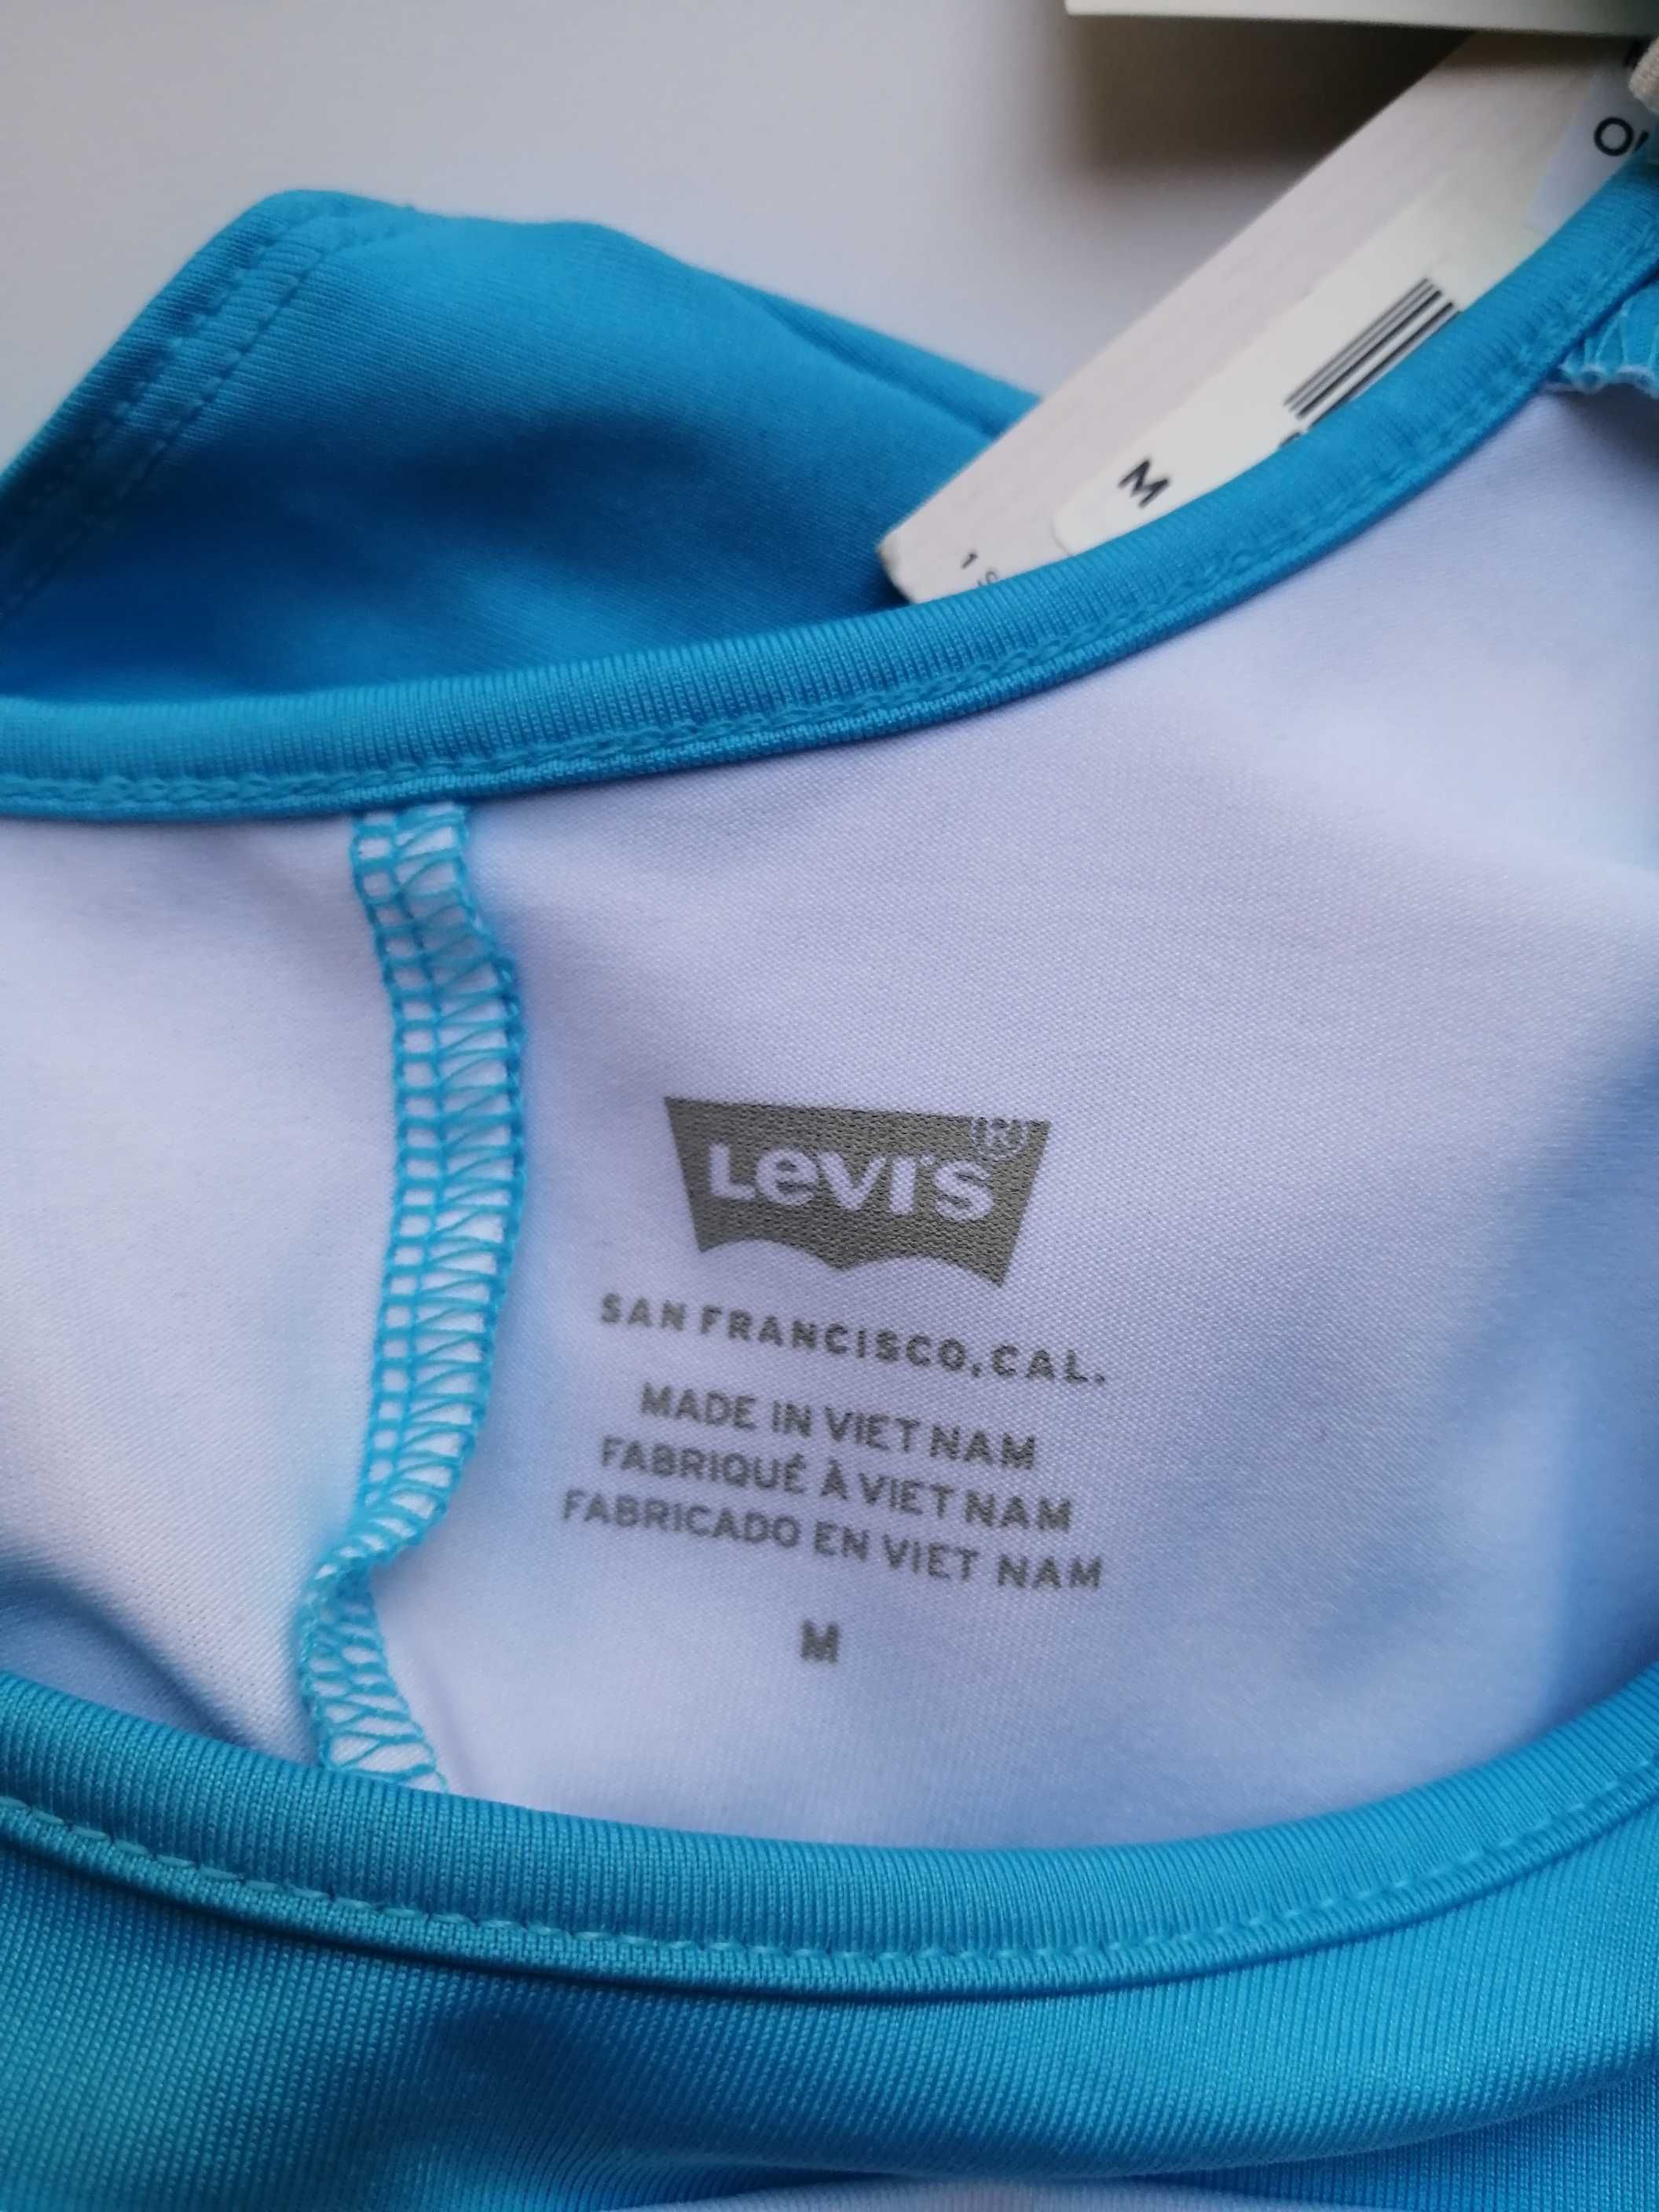 M
Levi's®
SAN FRANCISCO, CAL.
MADE IN VIET NAM
FABRIQUÉ À VIET NAM
FABRICADO EN VIET NAM
M